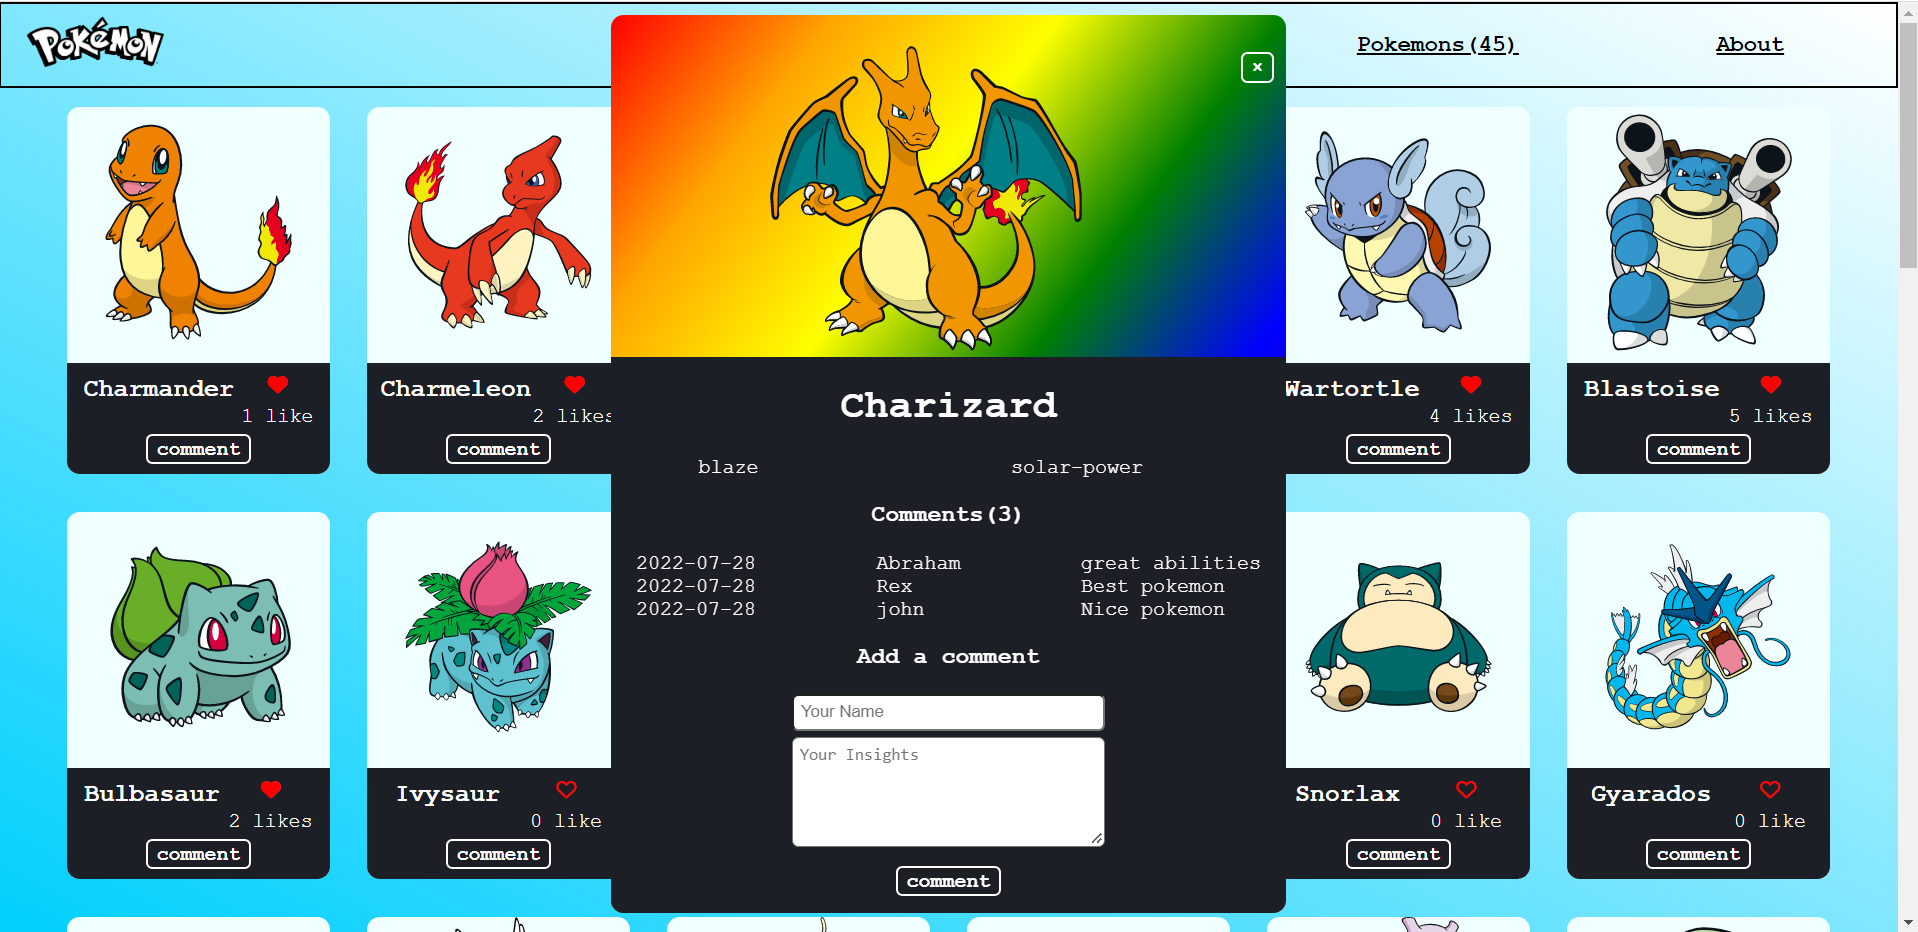 POKéMON
Pokemons(45)
About
×
Charmander
1 like
comment
Charmeleon
2 likes
comment
Charizard
blaze solar-power
Comments(3)
2022-07-28 Abraham great abilities
2022-07-28 Rex Best pokemon
2022-07-28 john Nice pokemon
Add a comment
Your Name
Your Insights
comment
Wartortle
4 likes
comment
Blastoise
5 likes
comment
Bulbasaur
2 likes
comment
Ivysaur
0 like
comment
Snorlax
0 like
comment
Gyarados
0 like
comment